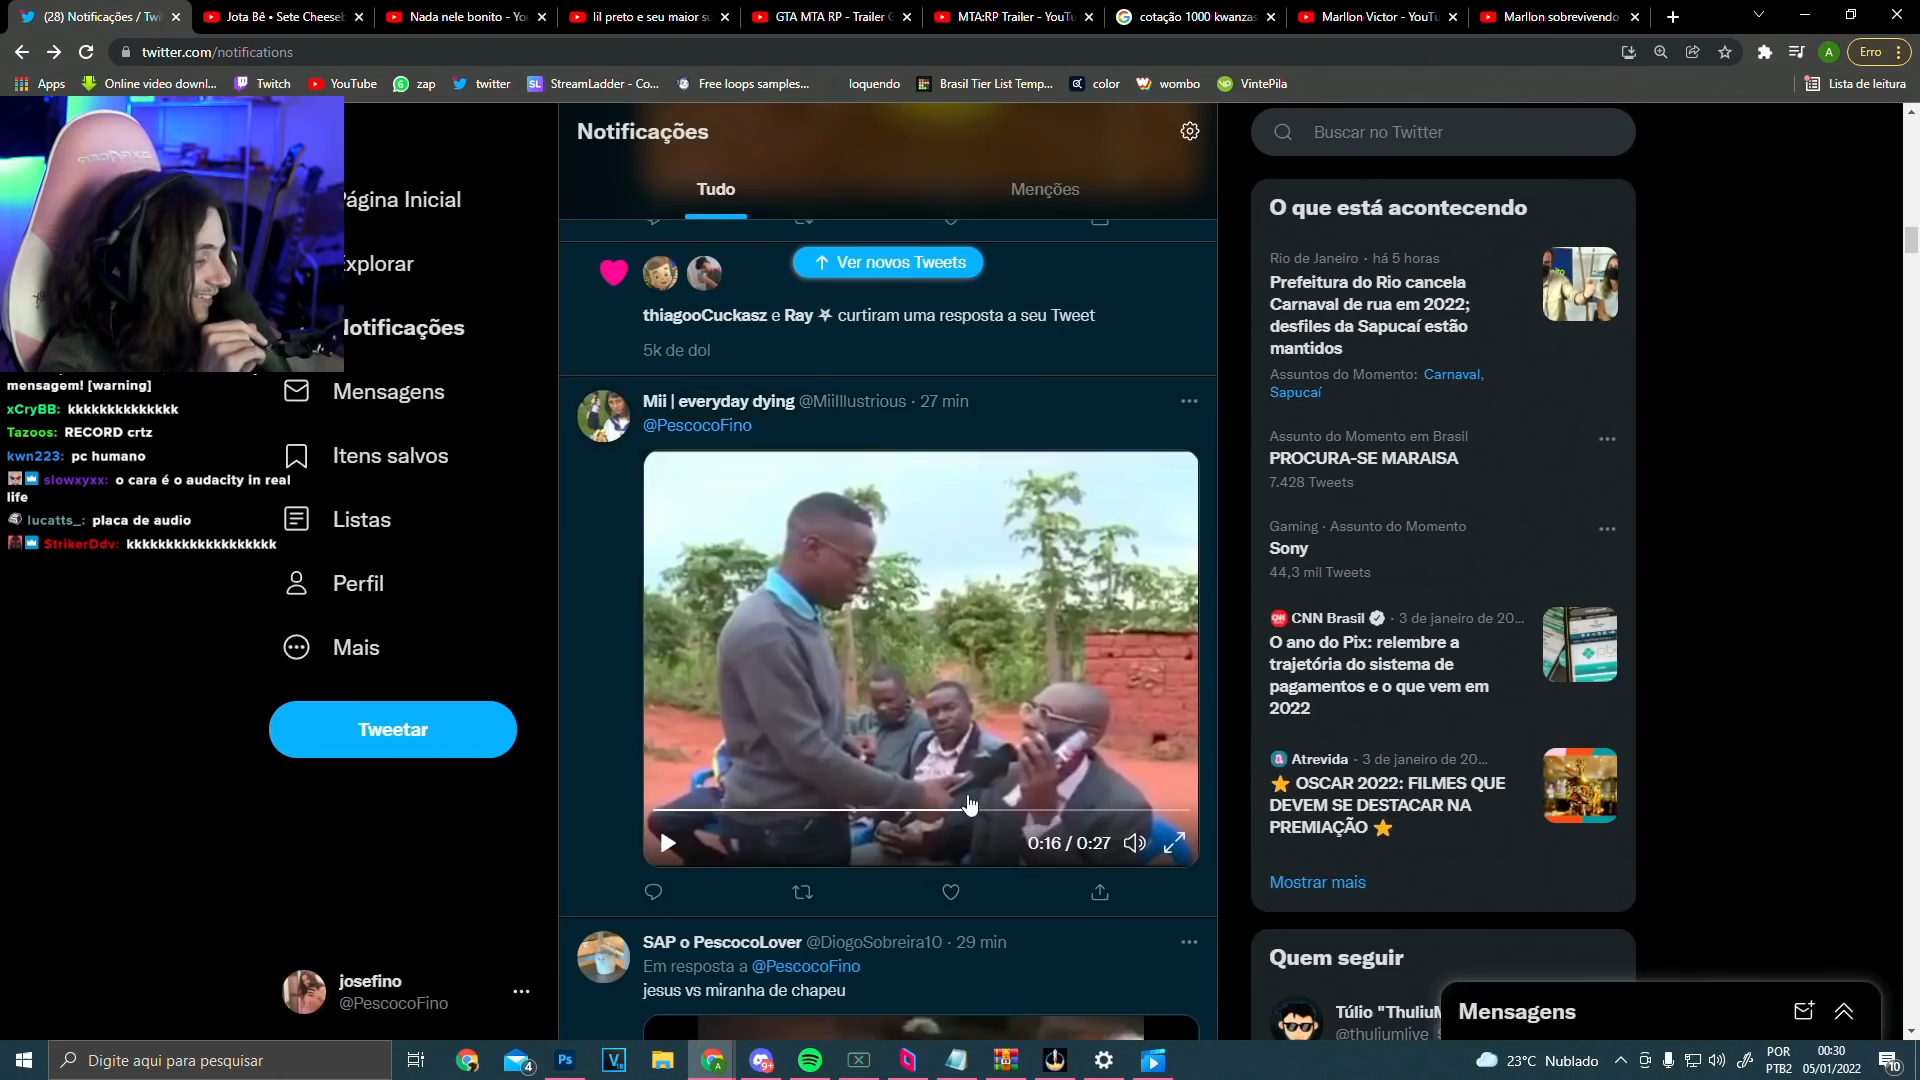 (28) Notificações / Twi
Jota Bê • Sete Cheeseb
Nada nele bonito - You
lil preto e seu maior su
GTA MTA RP - Trailer G
MTA:RP Trailer - YouTu
cotação 1000 kwanzas
Marllon Victor - YouTu
Marllon sobrevivendo
twitter.com/notifications
A
Erro
Apps
Online video downl...
Twitch
YouTube
zap
twitter
StreamLadder - Co...
Free loops samples...
loquendo
Brasil Tier List Temp...
color
wombo
VintePila
Lista de leitura
mensagem! [warning]
xCryBB: kkkkkkkkkkkkkk
Tazoos: RECORD crtz
kwn223: pc humano
slowxyxx: o cara é o audacity in real
life
lucatts_: placa de audio
StrikerDdv: kkkkkkkkkkkkkkkkkkk
Página Inicial
Explorar
Notificações
Mensagens
Itens salvos
Listas
Perfil
Mais
Tweetar
josefino
@PescocoFino
Notificações
Tudo
Menções
Ver novos Tweets
thiagooCuckasz e Ray curtiram uma resposta a seu Tweet
5k de dol
Mii | everyday dying @MiiIllustrious · 27 min
@PescocoFino
0:16 / 0:27
SAP o PescocoLover @DiogoSobreira10 · 29 min
Em resposta a @PescocoFino
jesus vs miranha de chapeu
Buscar no Twitter
O que está acontecendo
Rio de Janeiro · há 5 horas
Prefeitura do Rio cancela
Carnaval de rua em 2022;
desfiles da Sapucaí estão
mantidos
Assuntos do Momento: Carnaval,
Sapucaí
Assunto do Momento em Brasil
PROCURA-SE MARAISA
7.428 Tweets
Gaming · Assunto do Momento
Sony
44,3 mil Tweets
CNN Brasil · 3 de janeiro de 20...
O ano do Pix: relembre a
trajetória do sistema de
pagamentos e o que vem em
2022
Atrevida · 3 de janeiro de 20...
⭐ OSCAR 2022: FILMES QUE
DEVEM SE DESTACAR NA
PREMIAÇÃO ⭐
Mostrar mais
Quem seguir
Túlio "ThuliuM
@thuliumlive
Mensagens
Digite aqui para pesquisar
23°C Nublado
POR
PTB2
00:30
05/01/2022
10